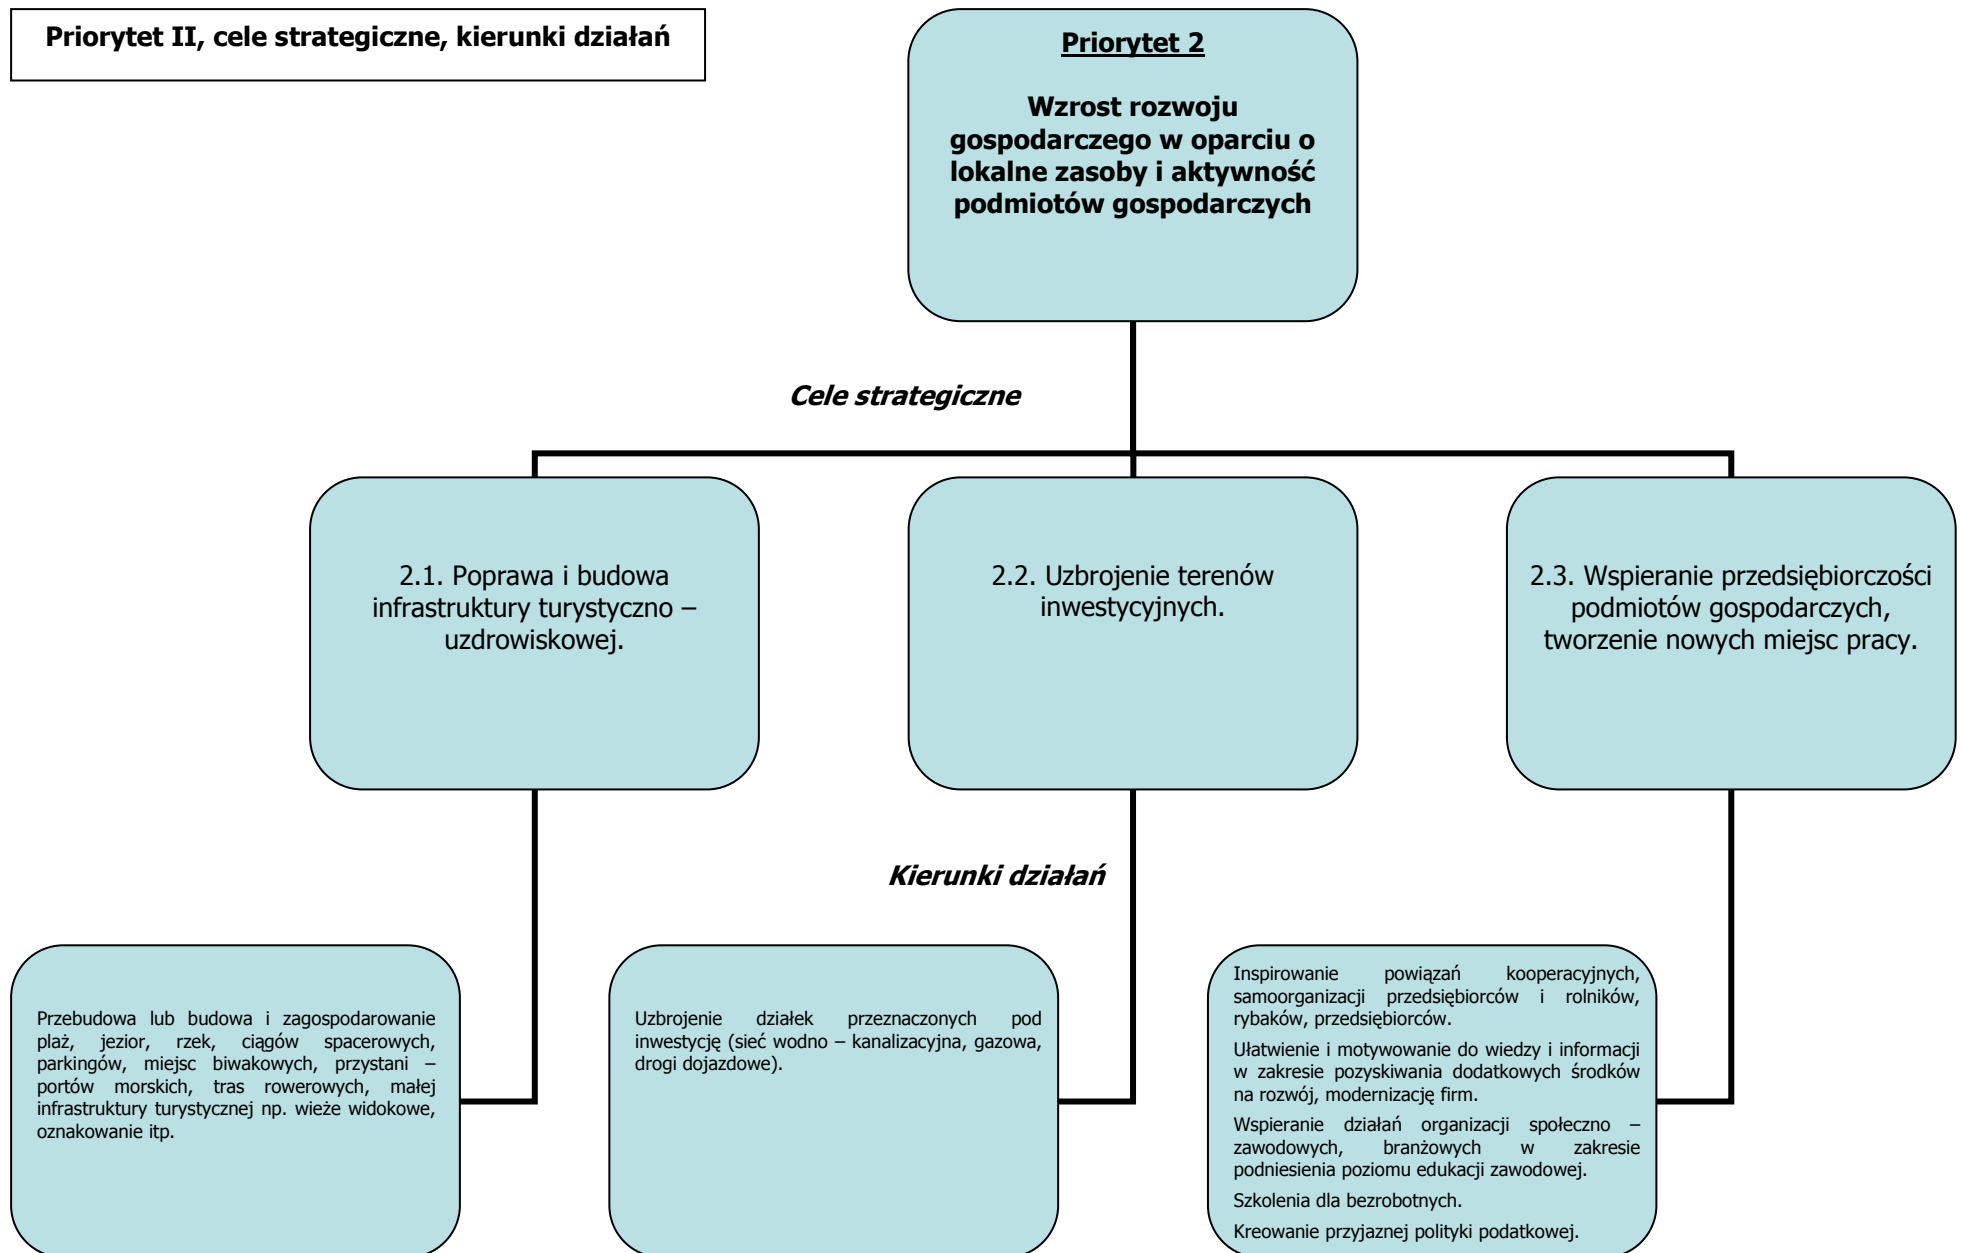 Priorytet II, cele strategiczne, kierunki działań
Priorytet 2
Wzrost rozwoju
gospodarczego w oparciu o
lokalne zasoby i aktywność
podmiotów gospodarczych
Cele strategiczne
2.1. Poprawa i budowa
infrastruktury turystyczno –
uzdrowiskowej.
2.2. Uzbrojenie terenów
inwestycyjnych.
2.3. Wspieranie przedsiębiorczości
podmiotów gospodarczych,
tworzenie nowych miejsc pracy.
Kierunki działań
Przebudowa lub budowa i zagospodarowanie
plaż, jezior, rzek, ciągów spacerowych,
parkingów, miejsc biwakowych, przystani –
portów morskich, tras rowerowych, małej
infrastruktury turystycznej np. wieże widokowe,
oznakowanie itp.
Uzbrojenie działek przeznaczonych pod
inwestycję (sieć wodno – kanalizacyjna, gazowa,
drogi dojazdowe).
Inspirowanie powiązań kooperacyjnych,
samoorganizacji przedsiębiorców i rolników,
rybaków, przedsiębiorców.
Ułatwienie i motywowanie do wiedzy i informacji
w zakresie pozyskiwania dodatkowych środków
na rozwój, modernizację firm.
Wspieranie działań organizacji społeczno –
zawodowych, branżowych w zakresie
podniesienia poziomu edukacji zawodowej.
Szkolenia dla bezrobotnych.
Kreowanie przyjaznej polityki podatkowej.